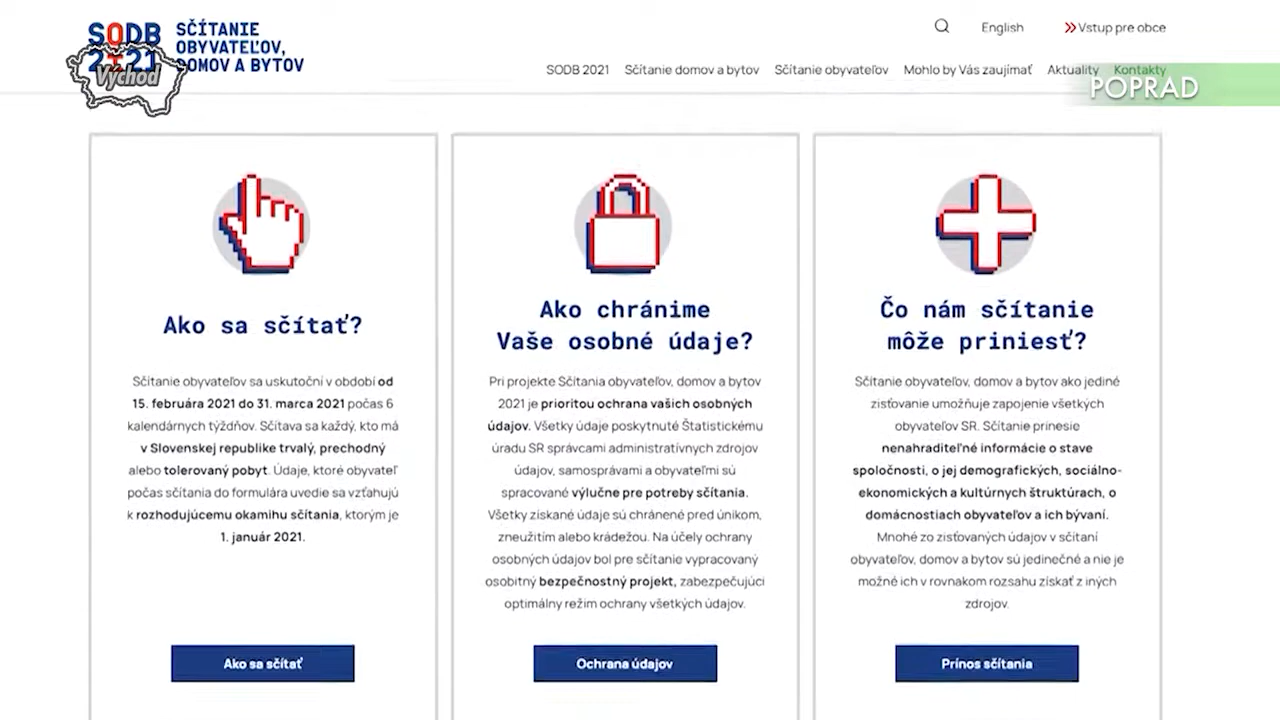 SODB
2021
SČÍTANIE
OBYVATEĽOV,
DOMOV A BYTOV
Východ
English
Vstup pre obce
SODB 2021
Sčítanie domov a bytov
Sčítanie obyvateľov
Mohlo by Vás zaujímať
Aktuality
Kontakty
POPRAD
Ako sa sčítať?
Sčítanie obyvateľov sa uskutoční v období od
15. februára 2021 do 31. marca 2021 počas 6
kalendárnych týždňov. Sčítava sa každý, kto má
v Slovenskej republike trvalý, prechodný
alebo tolerovaný pobyt. Údaje, ktoré obyvateľ
počas sčítania do formulára uvedie sa vzťahujú
k rozhodujúcemu okamihu sčítania, ktorým je
1. január 2021.
Ako sa sčítať
Ako chránime
Vaše osobné údaje?
Pri projekte Sčítania obyvateľov, domov a bytov
2021 je prioritou ochrana vašich osobných
údajov. Všetky údaje poskytnuté Štatistickému
úradu SR správcami administratívnych zdrojov
údajov, samosprávami a obyvateľmi sú
spracované výlučne pre potreby sčítania.
Všetky získané údaje sú chránené pred únikom,
zneužitím alebo krádežou. Na účely ochrany
osobných údajov bol pre sčítanie vypracovaný
osobitný bezpečnostný projekt, zabezpečujúci
optimálny režim ochrany všetkých údajov.
Ochrana údajov
Čo nám sčítanie
môže priniesť?
Sčítanie obyvateľov, domov a bytov ako jediné
zisťovanie umožňuje zapojenie všetkých
obyvateľov SR. Sčítanie prinesie
nenahraditeľné informácie o stave
spoločnosti, o jej demografických, sociálno-
ekonomických a kultúrnych štruktúrach, o
domácnostiach obyvateľov a ich bývaní.
Mnohé zo zisťovaných údajov v sčítaní
obyvateľov, domov a bytov sú jedinečné a nie je
možné ich v rovnakom rozsahu získať z iných
zdrojov.
Prínos sčítania